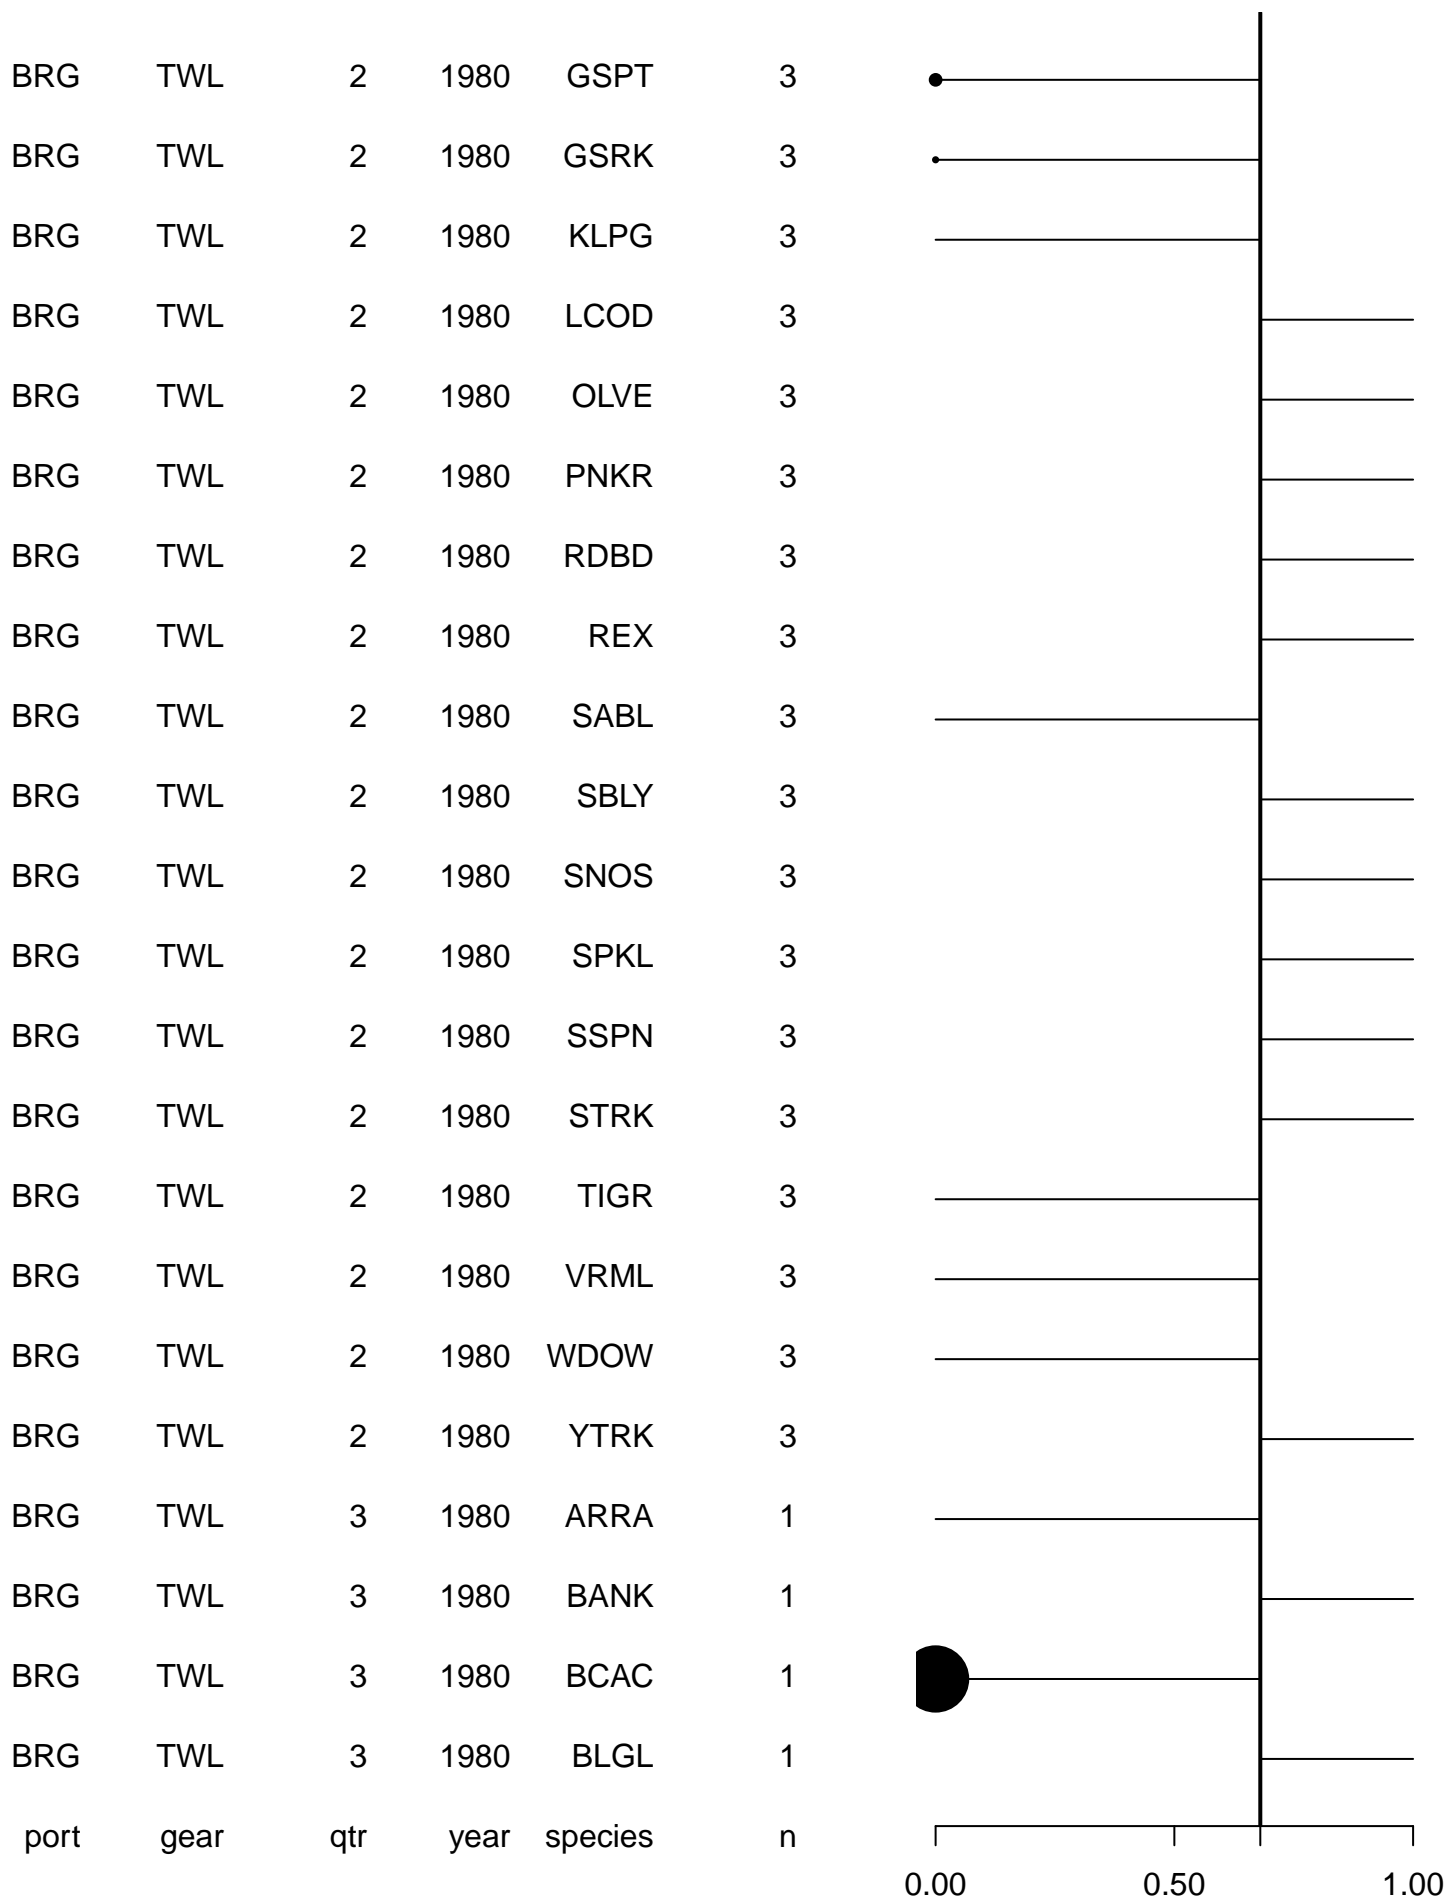 BRG TWL 2 1980 GSPT 3
BRG TWL 2 1980 GSRK 3
BRG TWL 2 1980 KLPG 3
BRG TWL 2 1980 LCOD 3
BRG TWL 2 1980 OLVE 3
BRG TWL 2 1980 PNKR 3
BRG TWL 2 1980 RDBD 3
BRG TWL 2 1980 REX 3
BRG TWL 2 1980 SABL 3
BRG TWL 2 1980 SBLY 3
BRG TWL 2 1980 SNOS 3
BRG TWL 2 1980 SPKL 3
BRG TWL 2 1980 SSPN 3
BRG TWL 2 1980 STRK 3
BRG TWL 2 1980 TIGR 3
BRG TWL 2 1980 VRML 3
BRG TWL 2 1980 WDOW 3
BRG TWL 2 1980 YTRK 3
BRG TWL 3 1980 ARRA 1
BRG TWL 3 1980 BANK 1
BRG TWL 3 1980 BCAC 1
BRG TWL 3 1980 BLGL 1
port gear qtr year species n
0.00 0.50 1.00